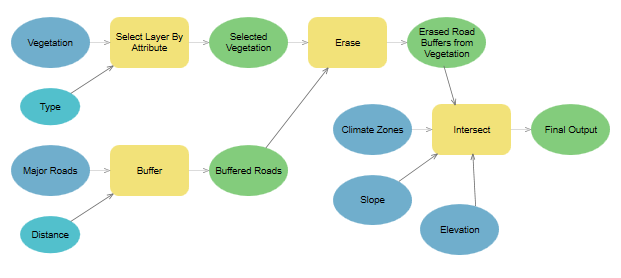 Vegetation
Select Layer By
Attribute
Selected
Vegetation
Erase
Erased Road
Buffers from
Vegetation
Type
Climate Zones
Intersect
Final Output
Major Roads
Buffer
Buffered Roads
Slope
Elevation
Distance